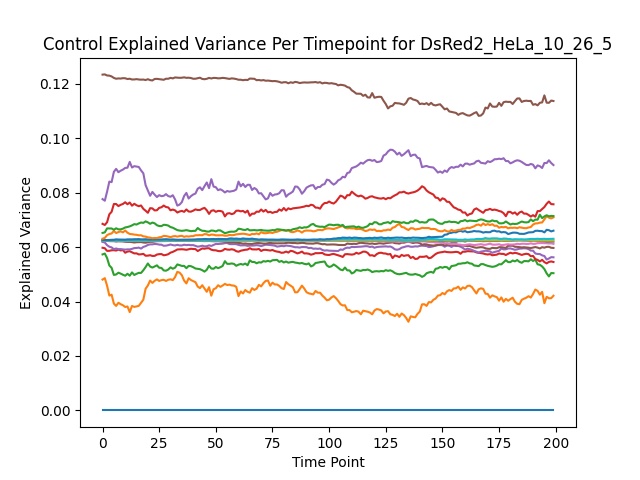 Control Explained Variance Per Timepoint for DsRed2_HeLa_10_26_5
0.12
0.10
0.08
0.06
0.04
0.02
0.00
Explained Variance
0 25 50 75 100 125 150 175 200
Time Point